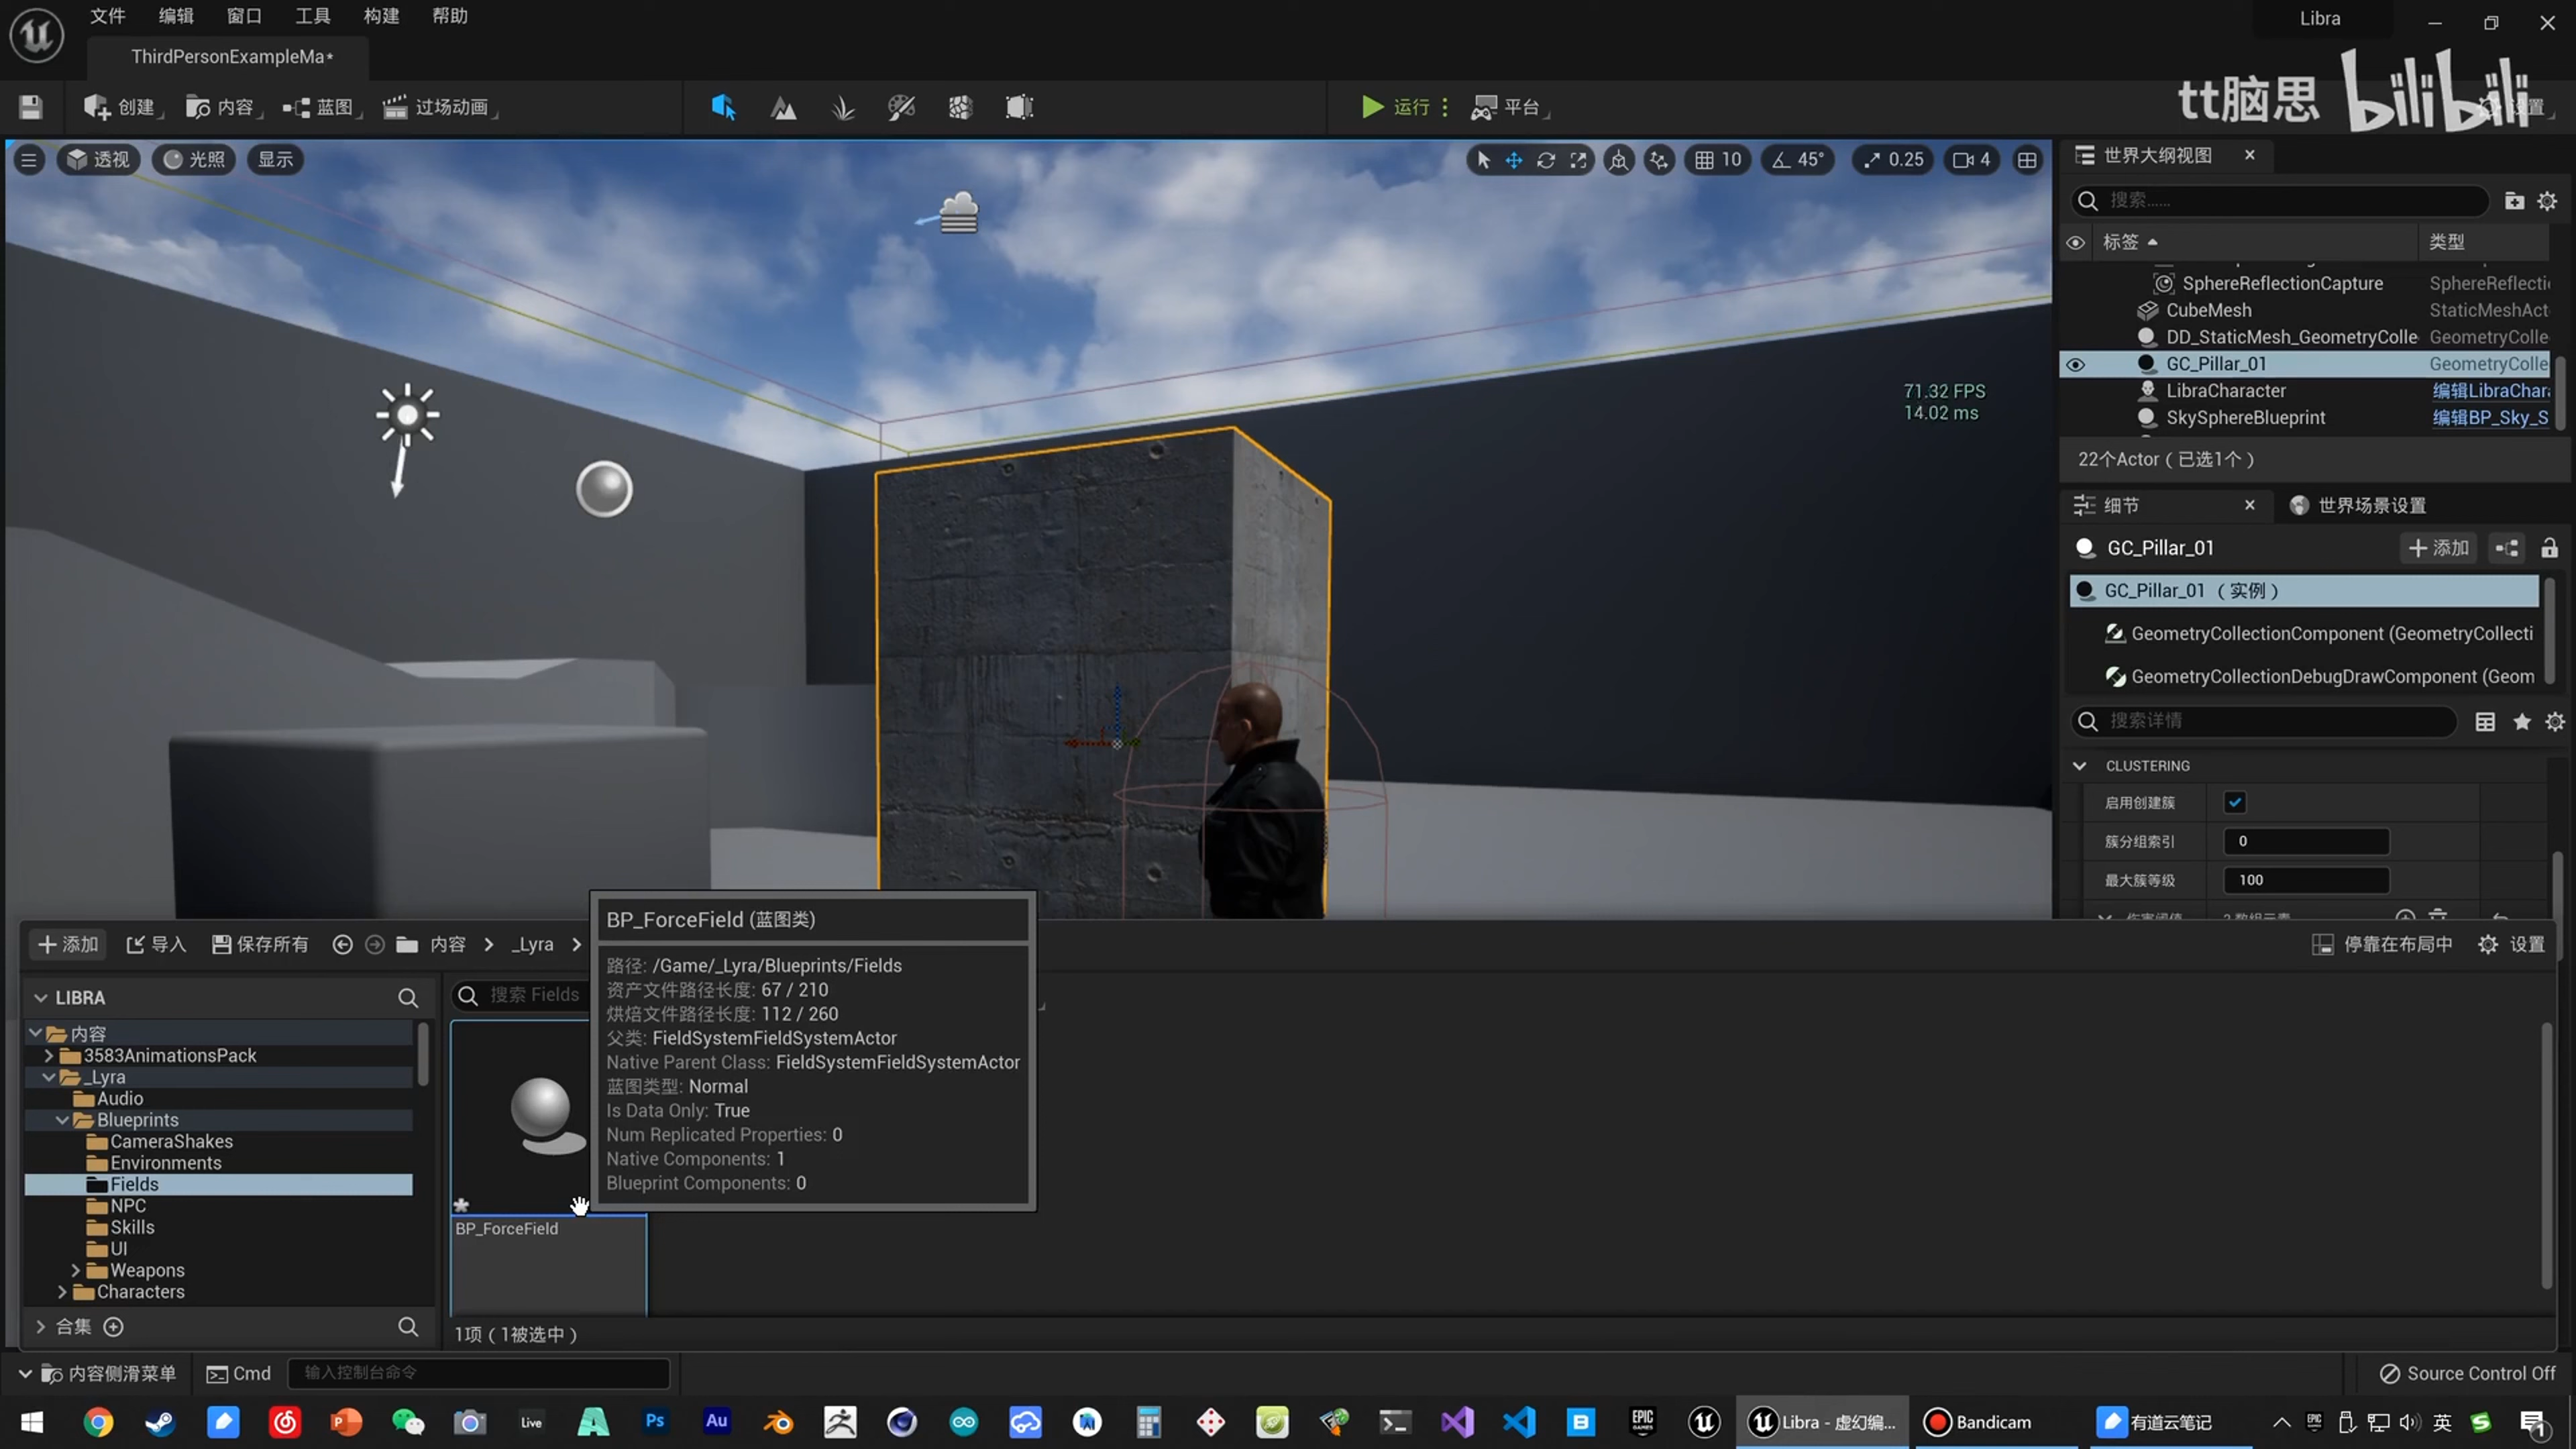 文件 编辑 窗口 工具 构建 帮助
Libra
ThirdPersonExampleMa*
创建 内容 蓝图 过场动画 运行 平台 设置
tt脑思 bilibili
透视 光照 显示
10 45° 0.25 4
71.32 FPS
14.02 ms
世界大纲视图
搜索......
标签 类型
SphereReflectionCapture SphereReflecti
CubeMesh StaticMeshAct
DD_StaticMesh_GeometryColle GeometryColle
GC_Pillar_01 GeometryColle
LibraCharacter 编辑LibraChar
SkySphereBlueprint 编辑BP_Sky_S
22个Actor（已选1个）
细节 世界场景设置
GC_Pillar_01 添加
GC_Pillar_01 （实例）
GeometryCollectionComponent (GeometryCollecti
GeometryCollectionDebugDrawComponent (Geom
搜索详情
CLUSTERING
启用创建簇
簇分组索引 0
最大簇等级 100
添加 导入 保存所有 内容 _Lyra
停靠在布局中 设置
LIBRA
搜索 Fields
内容
3583AnimationsPack
_Lyra
Audio
Blueprints
CameraShakes
Environments
Fields
NPC
Skills
UI
Weapons
Characters
合集
BP_ForceField (蓝图类)
路径: /Game/_Lyra/Blueprints/Fields
资产文件路径长度: 67 / 210
烘焙文件路径长度: 112 / 260
父类: FieldSystemFieldSystemActor
Native Parent Class: FieldSystemFieldSystemActor
蓝图类型: Normal
Is Data Only: True
Num Replicated Properties: 0
Native Components: 1
Blueprint Components: 0
BP_ForceField
1项（1被选中）
内容侧滑菜单 Cmd 输入控制台命令
Source Control Off
Live Ps Au EPIC GAMES Libra - 虚幻编... Bandicam 有道云笔记 英